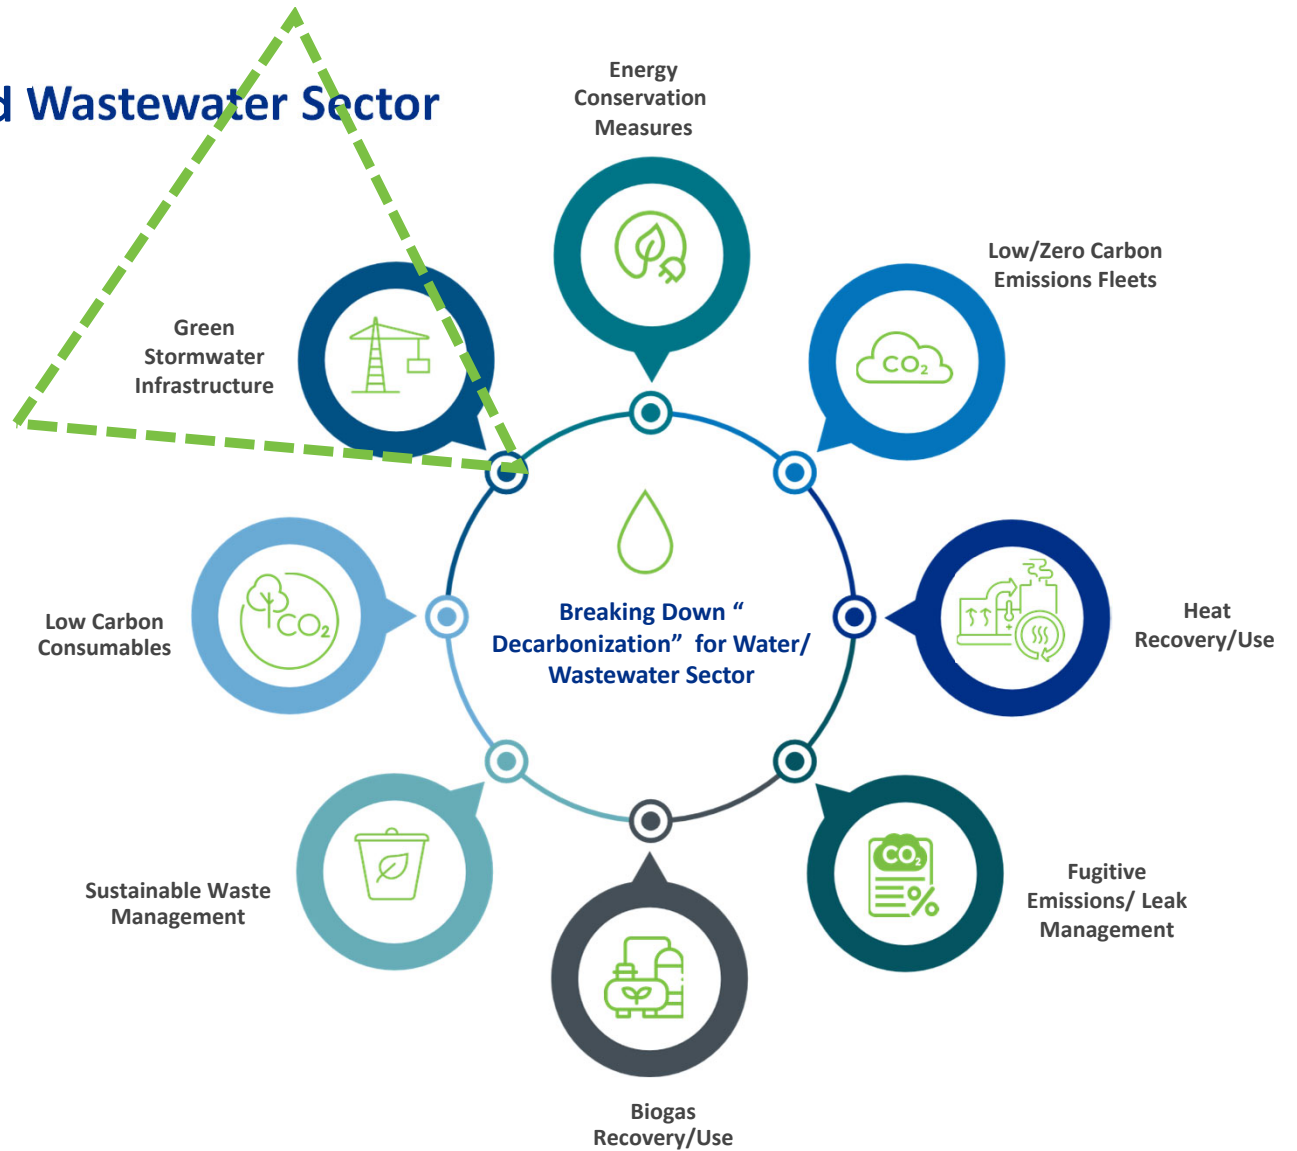 d Wastewater Sector
Energy
Conservation
Measures
Low/Zero Carbon
Emissions Fleets
CO2
Green
Stormwater
Infrastructure
Low Carbon
Consumables
CO2
Breaking Down “
Decarbonization” for Water/
Wastewater Sector
Heat
Recovery/Use
Sustainable Waste
Management
CO2
%
Fugitive
Emissions/ Leak
Management
Biogas
Recovery/Use